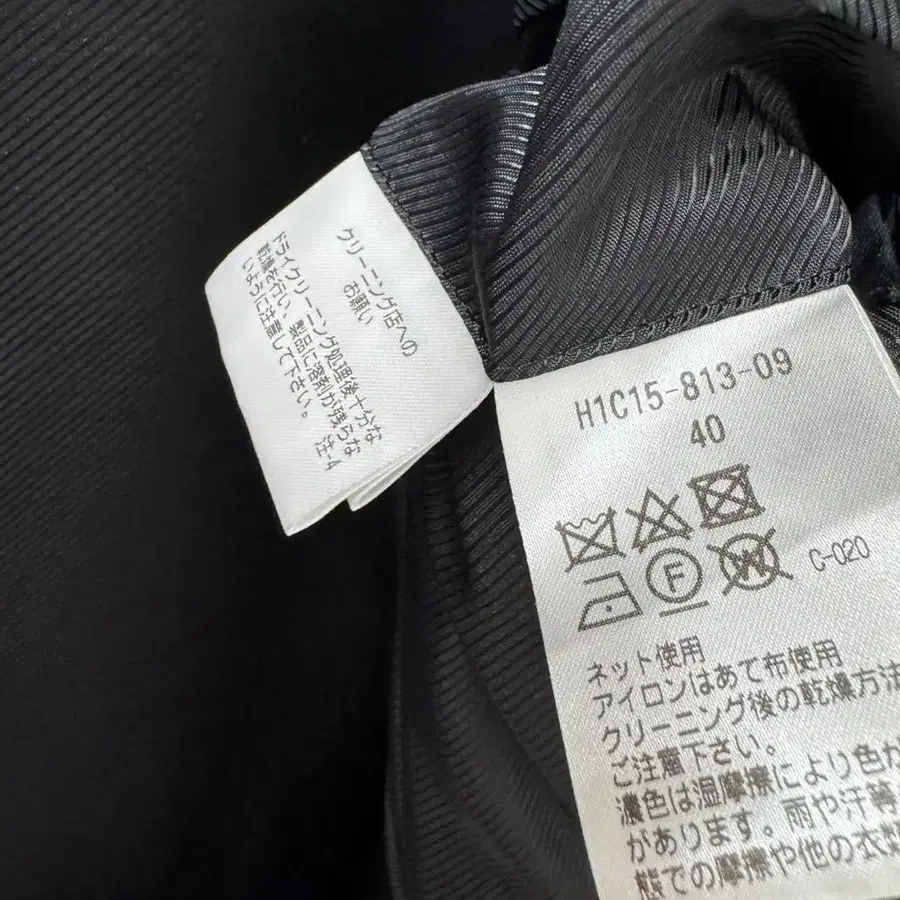 クリーニング店への
お願い
ドライクリーニング処理後十分な
乾燥を行い、製品に溶剤が残らな
いように注意して下さい。
注-4
H1C15-813-09
40
F
W
C-020
ネット使用
アイロンはあて布使用
クリーニング後の乾燥方法
ご注意下さい。
濃色は湿摩擦により色が
があります。雨や汗等
態での摩擦や他の衣類